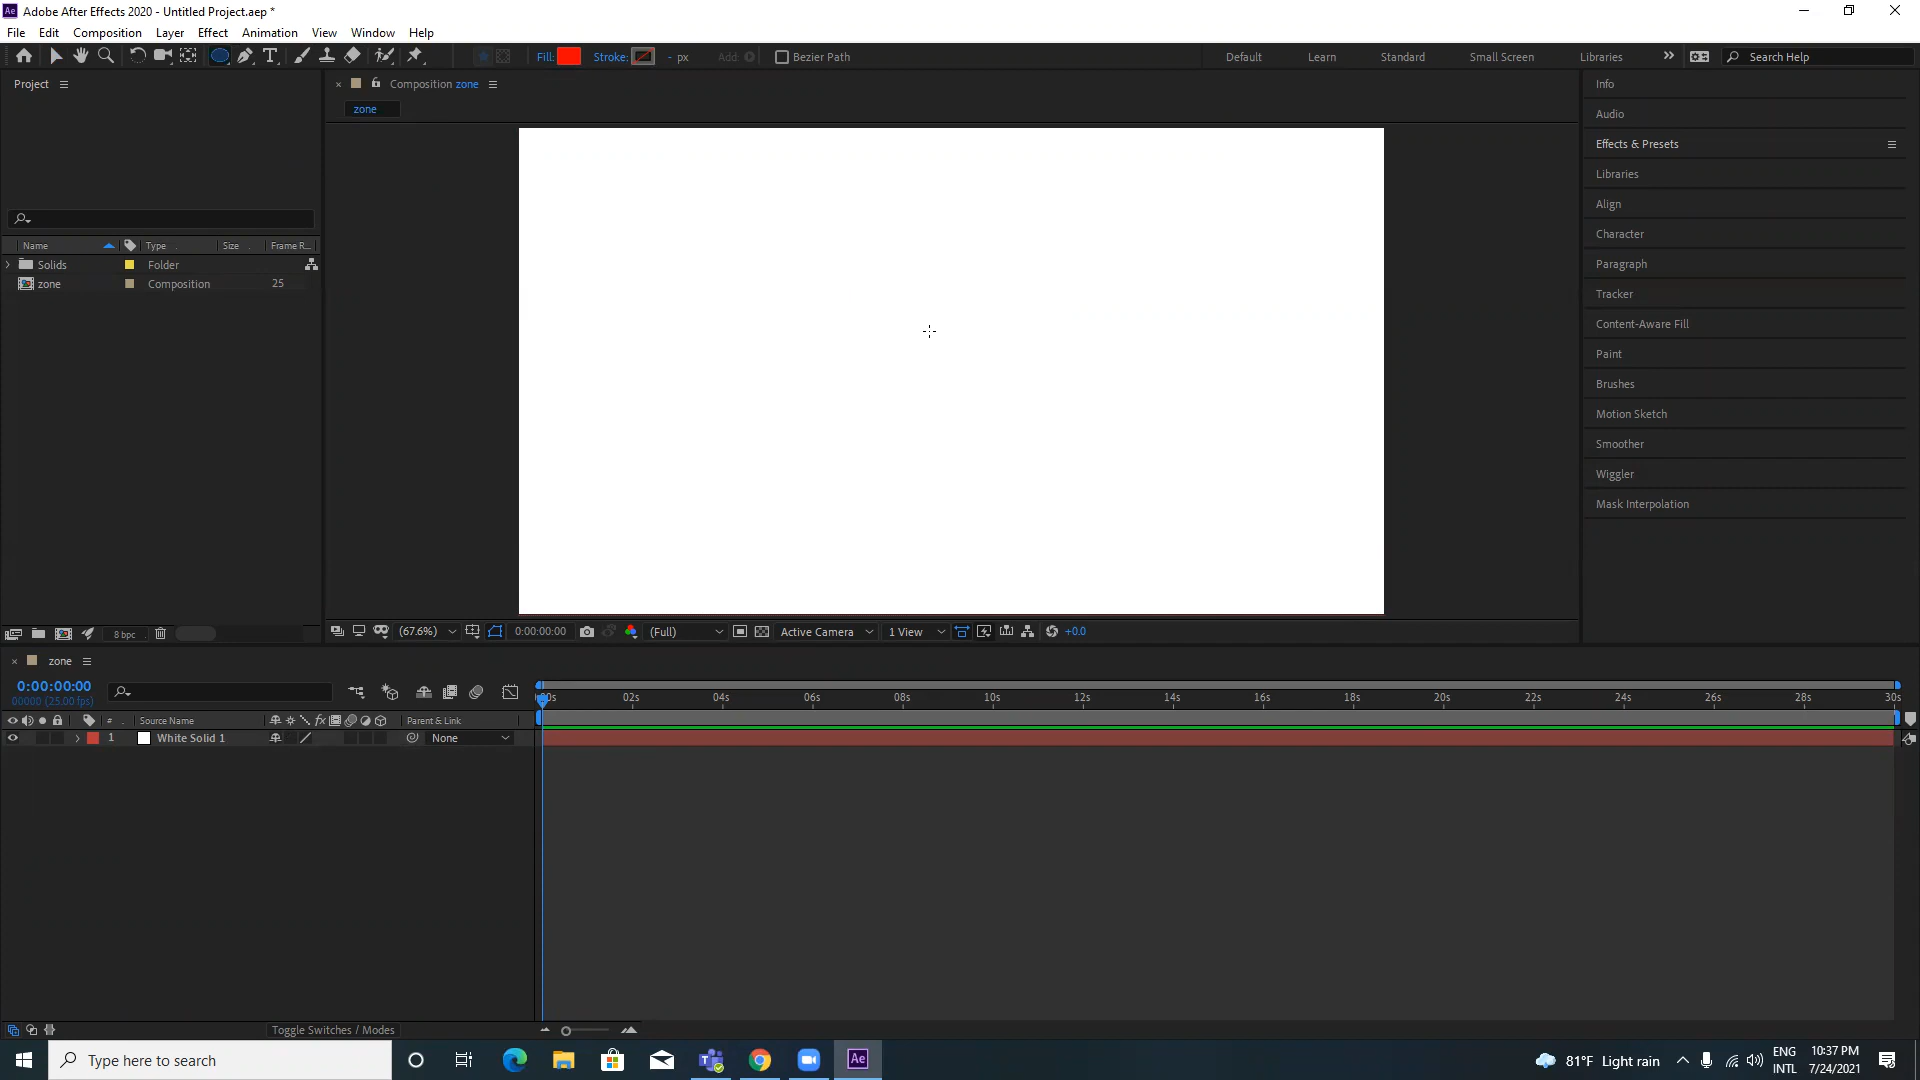 Ae Adobe After Effects 2020 - Untitled Project.aep *
File Edit Composition Layer Effect Animation View Window Help
Fill: Stroke: - px Add: Bezier Path Default Learn Standard Small Screen Libraries Search Help
Project
Composition zone
zone
Info
Audio
Effects & Presets
Libraries
Align
Character
Paragraph
Tracker
Content-Aware Fill
Paint
Brushes
Motion Sketch
Smoother
Wiggler
Mask Interpolation
Name Type Size Frame R...
Solids Folder
zone Composition 25
8 bpc
(67.6%) 0:00:00:00 (Full) Active Camera 1 View +0.0
zone
0:00:00:00
00000 (25.00 fps)
:00s 02s 04s 06s 08s 10s 12s 14s 16s 18s 20s 22s 24s 26s 28s 30s
# Source Name fx Parent & Link
1 White Solid 1 None
Toggle Switches / Modes
Type here to search
Ae
81°F Light rain
ENG
INTL
10:37 PM
7/24/2021